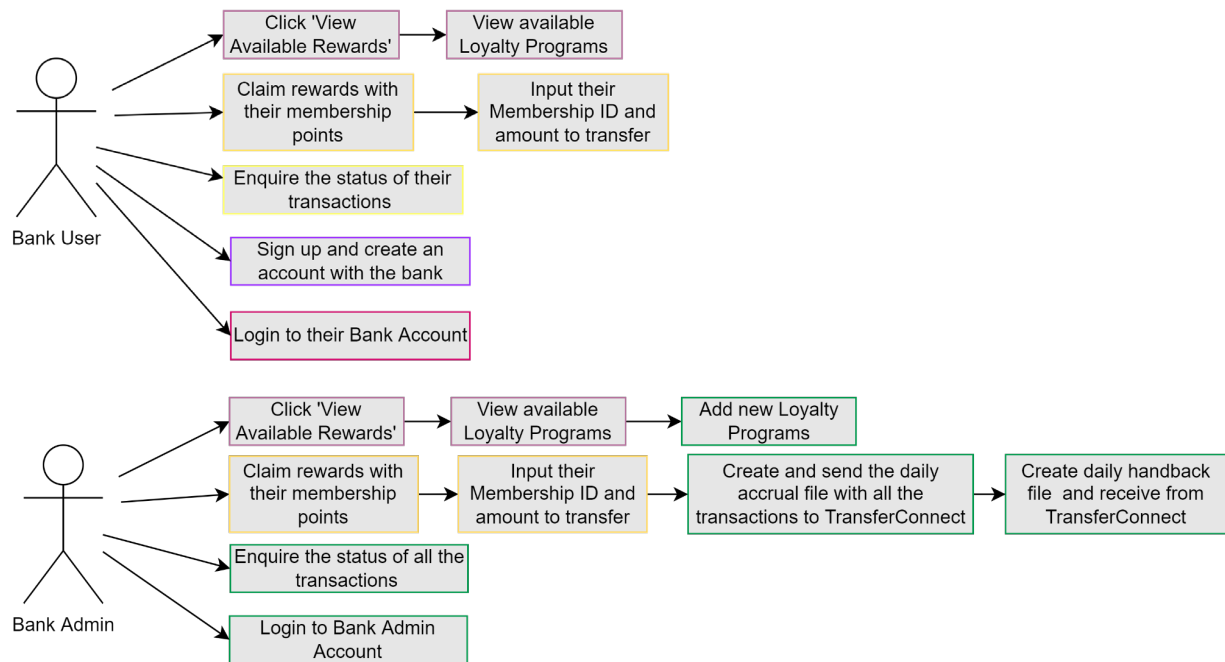 Click 'View
Available Rewards'
View available
Loyalty Programs
Claim rewards with
their membership
points
Input their
Membership ID and
amount to transfer
Enquire the status of their
transactions
Bank User
Sign up and create an
account with the bank
Login to their Bank Account
Click 'View
Available Rewards'
View available
Loyalty Programs
Add new Loyalty
Programs
Claim rewards with
their membership
points
Input their
Membership ID and
amount to transfer
Create and send the daily
accrual file with all the
transactions to TransferConnect
Create daily handback
file and receive from
TransferConnect
Enquire the status of all the
transactions
Bank Admin
Login to Bank Admin
Account